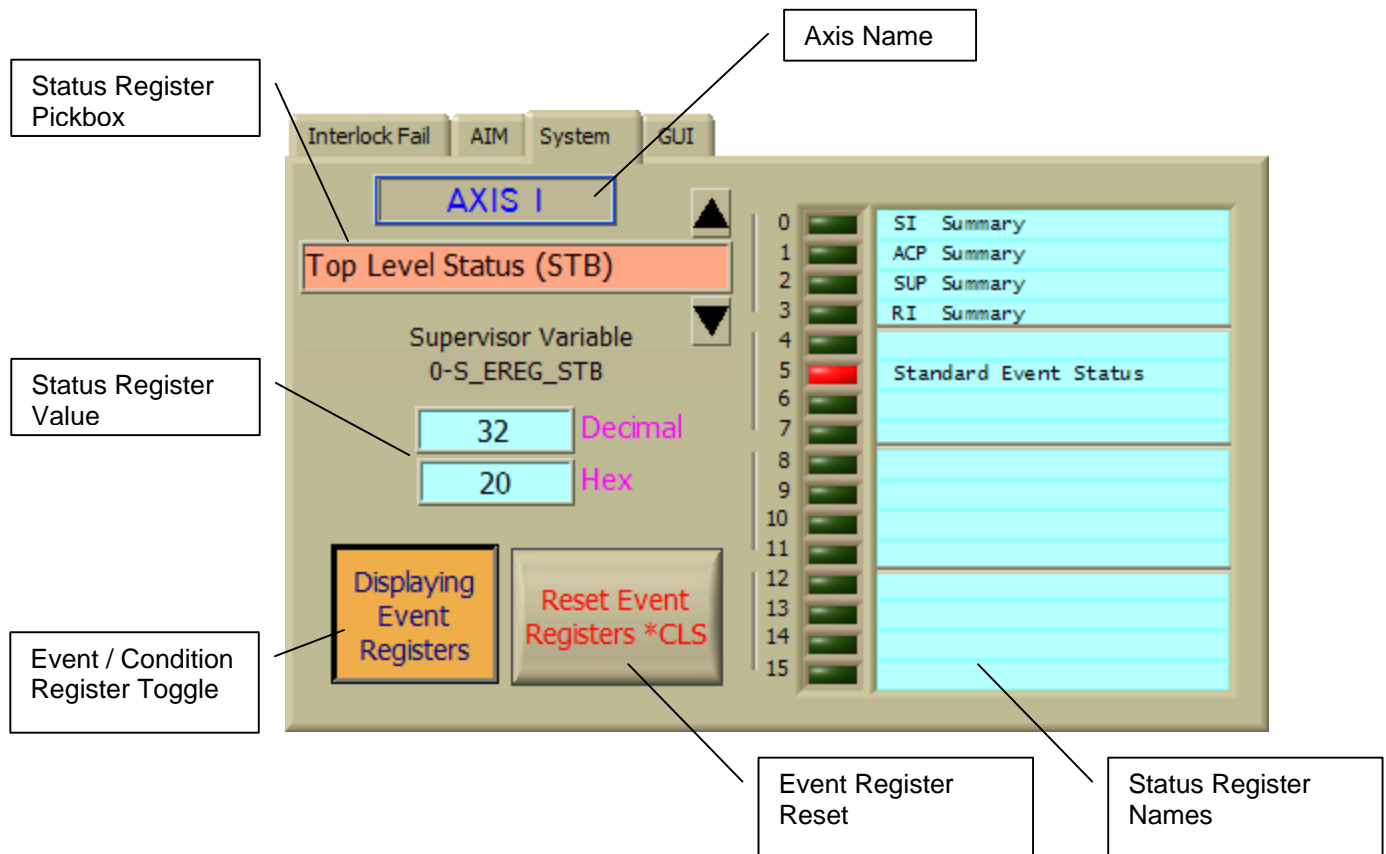 Axis Name
Status Register
Pickbox
Interlock Fail AIM System GUI
AXIS I
Top Level Status (STB)
Supervisor Variable
0-S_EREG_STB
Status Register
Value
32 Decimal
20 Hex
Displaying
Event
Registers
Reset Event
Registers *CLS
Event / Condition
Register Toggle
0 SI Summary
1 ACP Summary
2 SUP Summary
3 RI Summary
4
5 Standard Event Status
6
7
8
9
10
11
12
13
14
15
Event Register
Reset
Status Register
Names